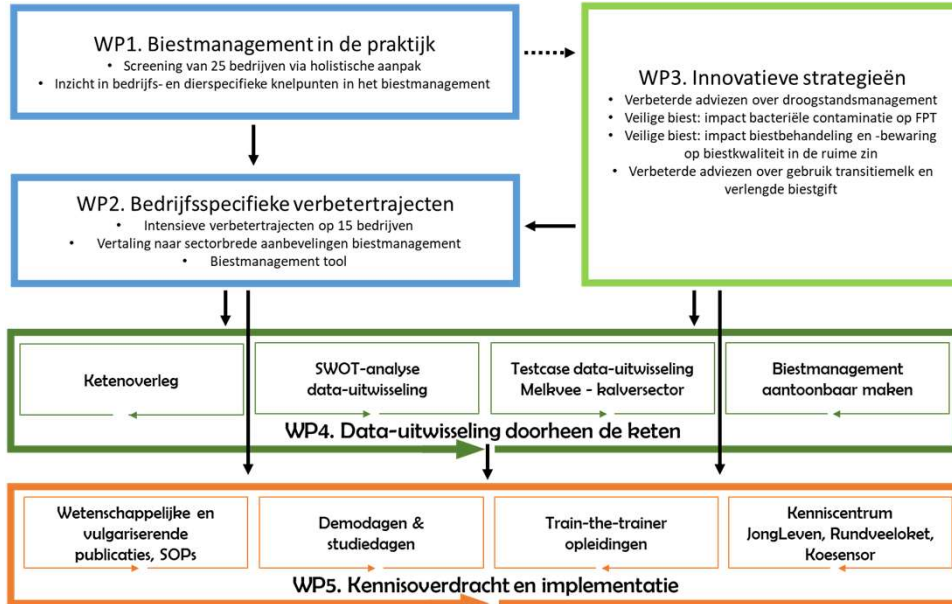 WP1. Biestmanagement in de praktijk
• Screening van 25 bedrijven via holistische aanpak
• Inzicht in bedrijfs- en dierspecifieke knelpunten in het biestmanagement
WP3. Innovatieve strategieën
• Verbeterde adviezen over droogstandsmanagement
• Veilige biest: impact bacteriële contaminatie op FPT
• Veilige biest: impact biestbehandeling en -bewaring
op biestkwaliteit in de ruime zin
• Verbeterde adviezen over gebruik transitiemelk en
verlengde biestgift
WP2. Bedrijfsspecifieke verbetertrajecten
• Intensieve verbetertrajecten op 15 bedrijven
• Vertaling naar sectorbrede aanbevelingen biestmanagement
• Biestmanagement tool
Ketenoverleg
SWOT-analyse
data-uitwisseling
Testcase data-uitwisseling
Melkvee - kalversector
Biestmanagement
aantoonbaar maken
WP4. Data-uitwisseling doorheen de keten
Wetenschappelijke en
vulgariserende
publicaties, SOPs
Demodagen &
studiedagen
Train-the-trainer
opleidingen
Kenniscentrum
JongLeven, Rundveeloket,
Koesensor
WP5. Kennisoverdracht en implementatie